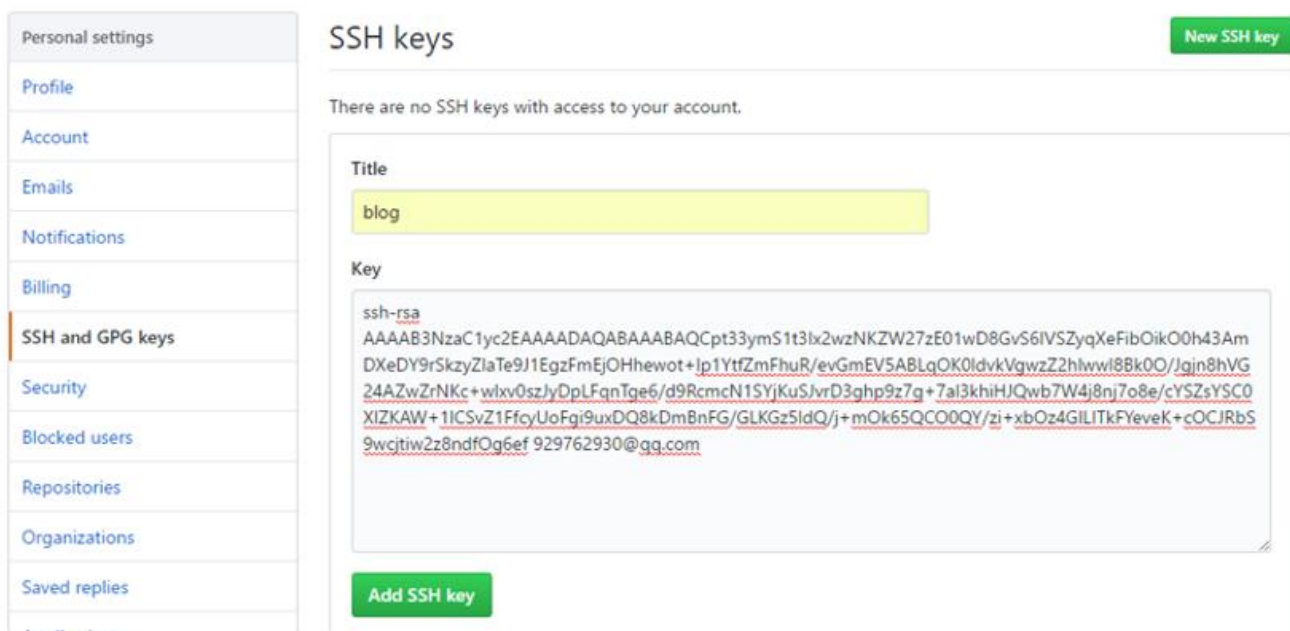 Personal settings
Profile
Account
Emails
Notifications
Billing
SSH and GPG keys
Security
Blocked users
Repositories
Organizations
Saved replies
SSH keys
New SSH key
There are no SSH keys with access to your account.
Title
blog
Key
ssh-rsa
AAAAB3NzaC1yc2EAAAADAQABAAABAQCpt33ymS1t3Ix2wzNKZW27zE01wD8GvS6IVSZyqXeFibOikO0h43Am
DXeDY9rSkzyZIaTe9J1EgzFmEjOHhewot+Ip1YtfZmFhuR/evGmEV5ABLqOK0IdvkVgwzZ2hIwwI8Bk0O/Jgjn8hVG
24AZwZrNKc+wIxv0szJyDpLFqnTge6/d9RcmcN1SYjKuSJvrD3ghp9z7g+7aI3khiHJQwb7W4j8nj7o8e/cYSZsYSC0
XIZKAW+1ICSvZ1FfcyUoFgi9uxDQ8kDmBnFG/GLKGz5IdQ/j+mOk65QCO0QY/zi+xbOz4GILITkFYeveK+cOCJRbS
9wcjtiw2z8ndfOg6ef 929762930@qq.com
Add SSH key